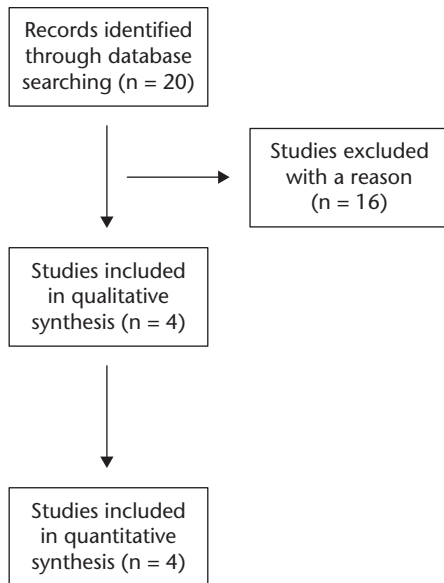 Records identified
through database
searching (n = 20)
Studies excluded
with a reason
(n = 16)
Studies included
in qualitative
synthesis (n = 4)
Studies included
in quantitative
synthesis (n = 4)